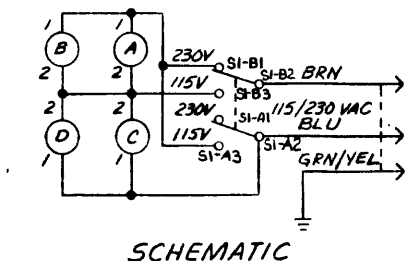 1 1
B A
230V S1-B1
2 2 S1-B2 BRN
115V S1-B3
2 2 230V S1-A1 115/230 VAC
D C 115V BLU
1 1 S1-A3 S1-A2 GRN/YEL
SCHEMATIC